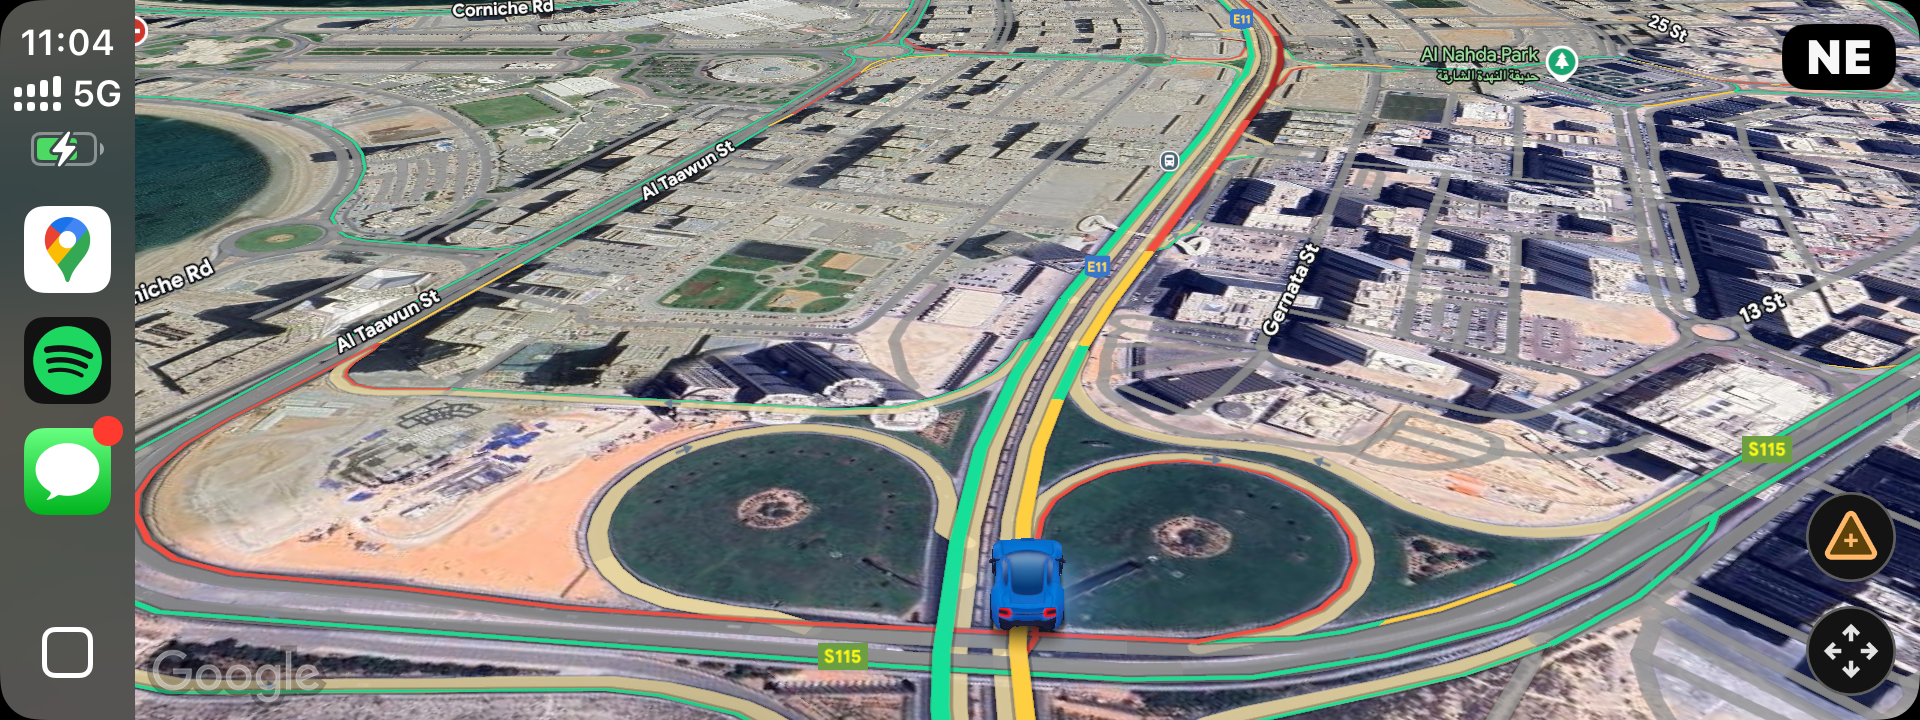 11:04
5G
Corniche Rd
E11
25 St
Al Nahda Park
حديقة النهدة الشارقة
NE
Al Taawun St
E11
Gernata St
13 St
niche Rd
Al Taawun St
S115
S115
Google